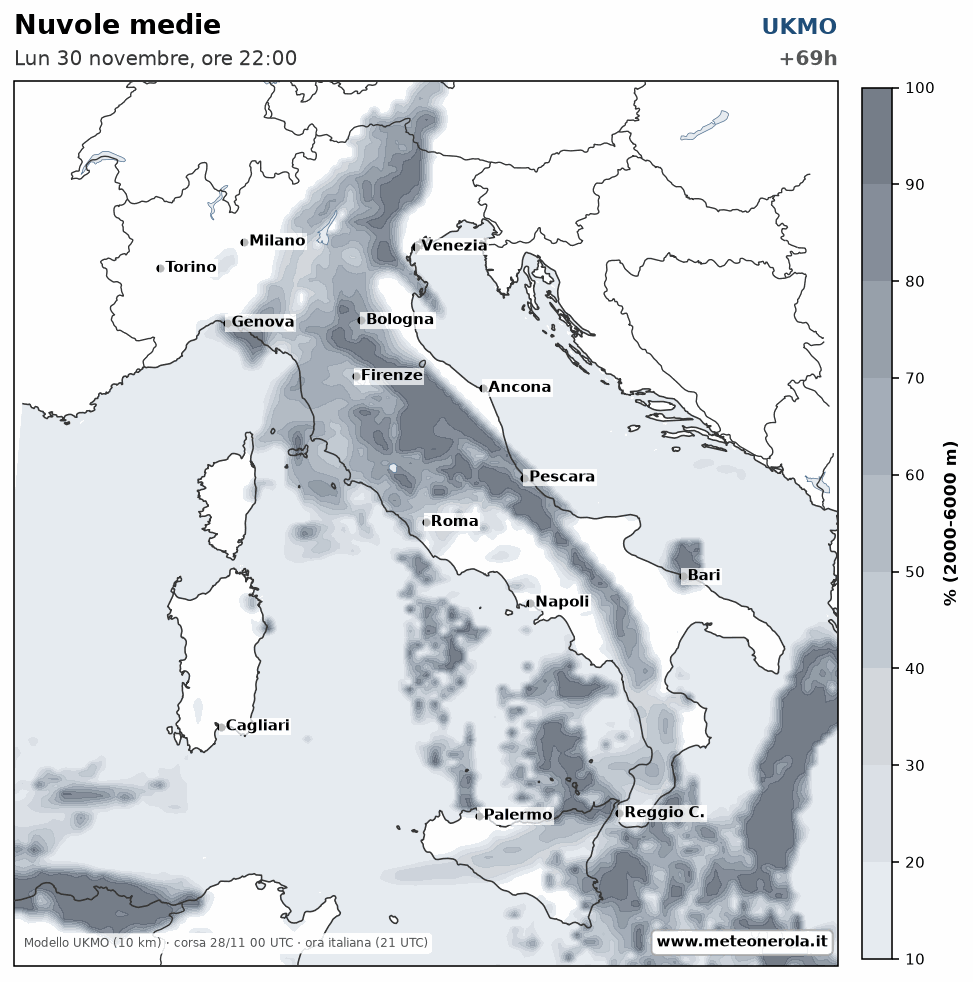 Nuvole medie
UKMO
Lun 30 novembre, ore 22:00
+69h
Milano
Venezia
Torino
Genova
Bologna
Firenze
Ancona
Pescara
Roma
Bari
Napoli
Cagliari
Palermo
Reggio C.
100
90
80
70
60
50
40
30
20
10
% (2000-6000 m)
Modello UKMO (10 km) · corsa 28/11 00 UTC · ora italiana (21 UTC)
www.meteonerola.it